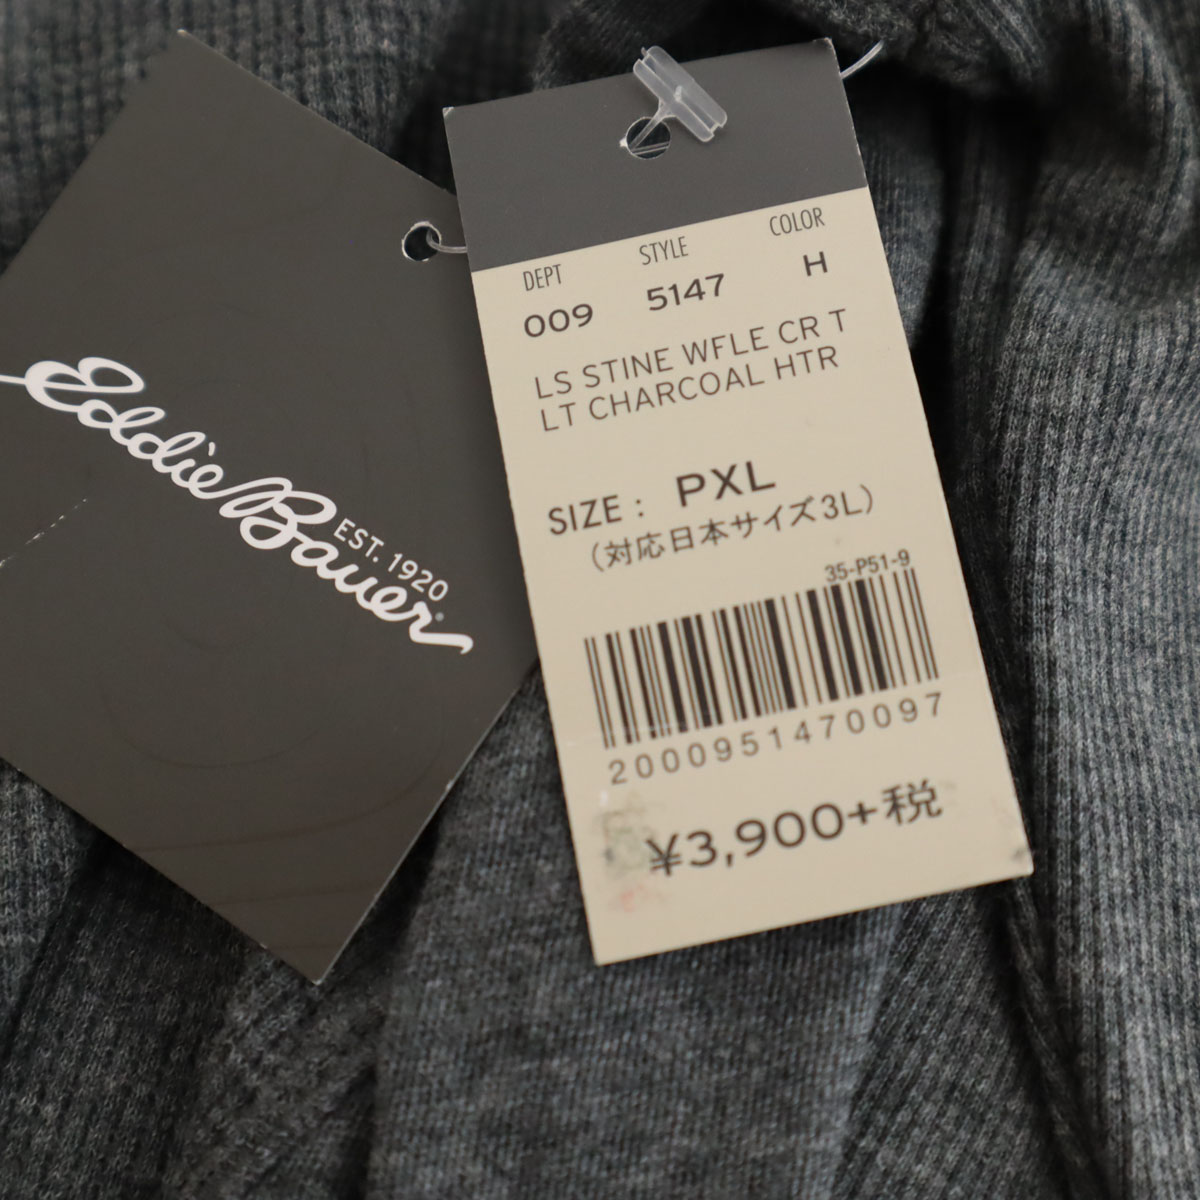 Eddie Bauer
EST. 1920
DEPT STYLE COLOR
009 5147 H
LS STINE WFLE CR T
LT CHARCOAL HTR
SIZE : PXL
（対応日本サイズ3L）
35-P51-9
2000951470097
¥3,900+税